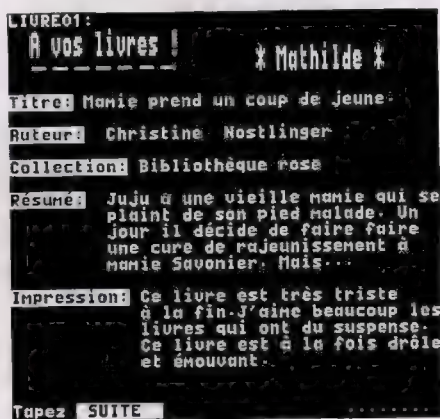 LIVRE01:
A vos livres !
* Mathilde *
Titre: Mamie prend un coup de jeune
Auteur: Christine Nostlinger
Collection: Bibliothèque rose
Résumé: Juju a une vieille mamie qui se
plaint de son pied malade. Un
jour il décide de faire faire
une cure de rajeunissement à
mamie Savonier. Mais...
Impression: Ce livre est très triste
à la fin.J'aime beaucoup les
livres qui ont du suspense.
Ce livre est à la fois drôle
et émouvant.
Tapez SUITE